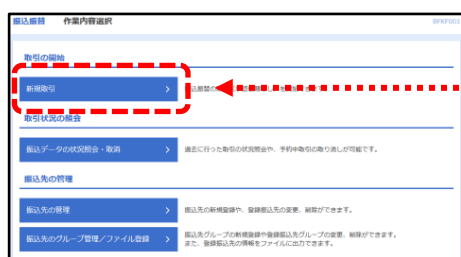 振込振替 作業内容選択 BFKF001
取引の開始
新規取引
取引状況の照会
振込データの状況照会・取消
過去に行った取引の状況照会や、予約中取引の取り消しが可能です。
振込先の管理
振込先の管理
振込先の新規登録や、登録振込先の変更、削除ができます。
振込先のグループ管理/ファイル登録
振込先グループの新規登録や登録振込先グループの変更、削除ができます。
また、登録振込先の情報をファイルに出力できます。